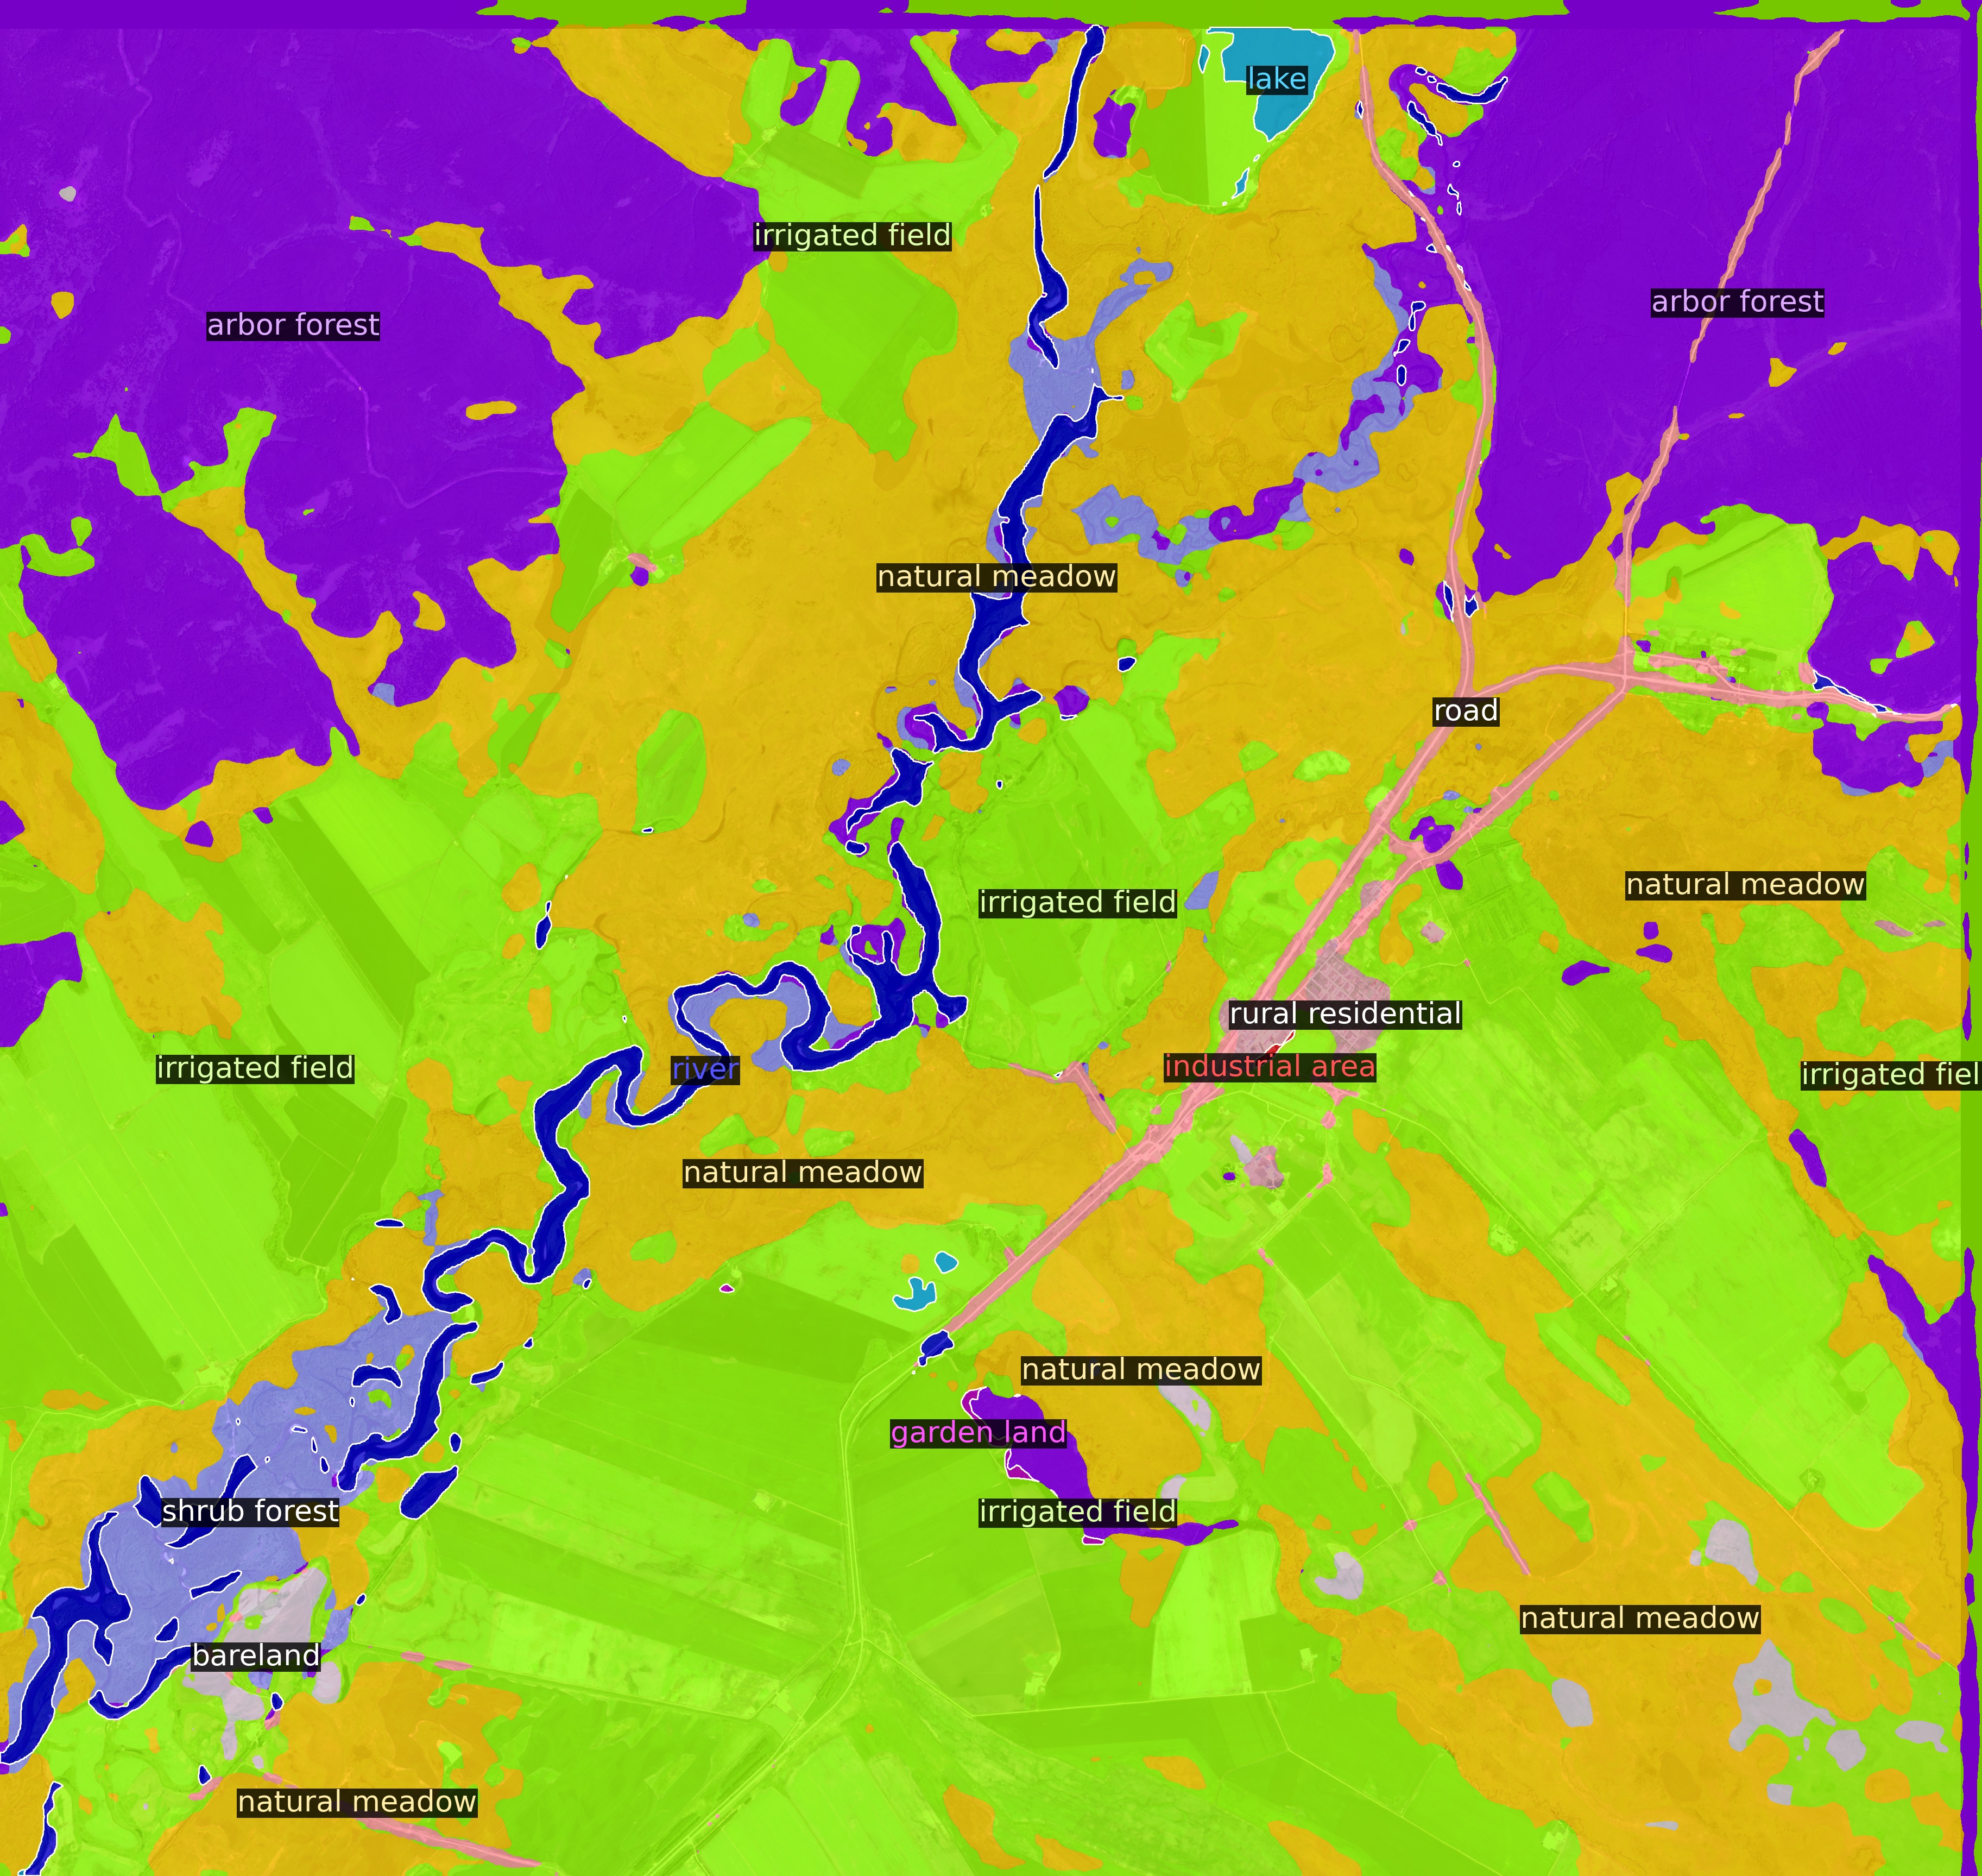 lake
irrigated field
arbor forest
arbor forest
natural meadow
road
natural meadow
irrigated field
rural residential
industrial area
irrigated field
river
irrigated fiel
natural meadow
natural meadow
garden land
shrub forest
irrigated field
natural meadow
bareland
natural meadow